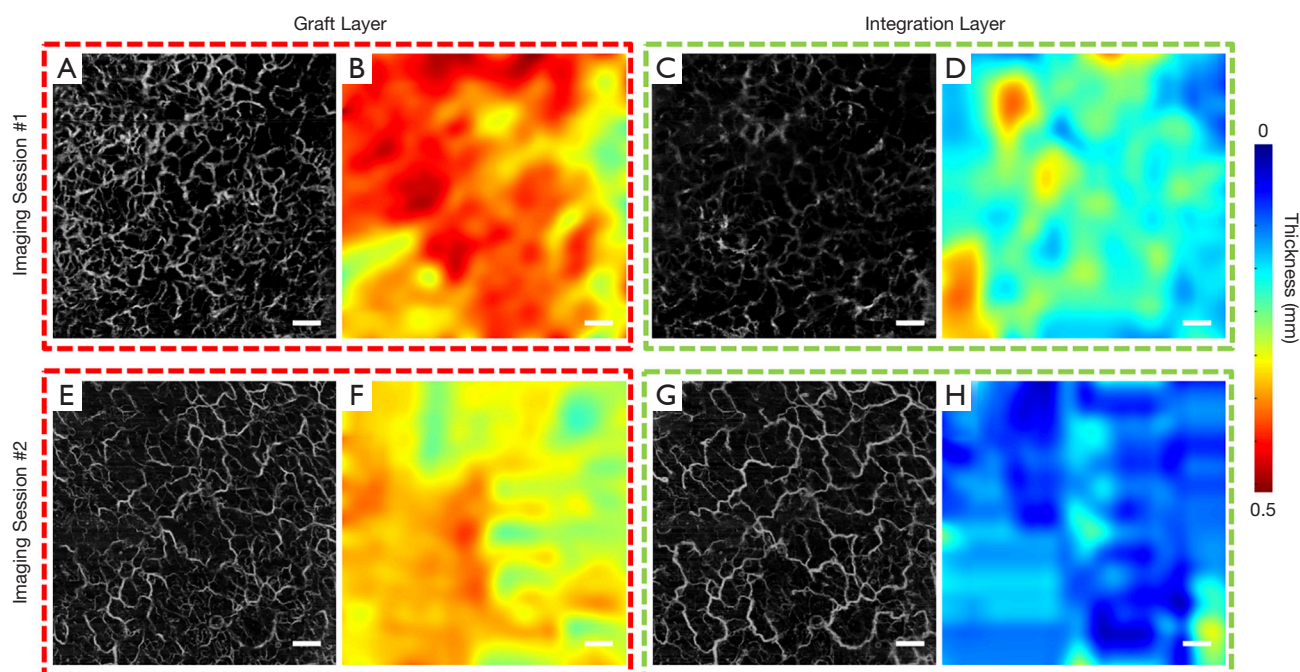 Graft Layer
Integration Layer
Imaging Session #1
A
B
C
D
0
Thickness (mm)
0.5
Imaging Session #2
E
F
G
H